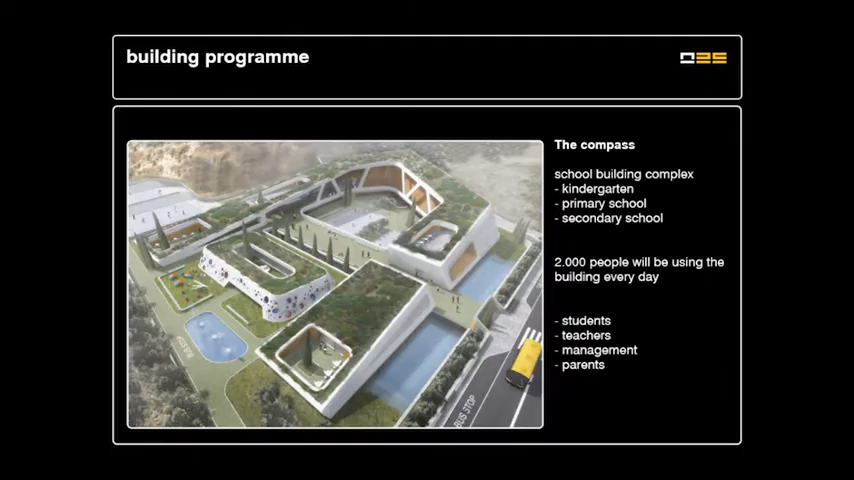 building programme
The compass
school building complex
- kindergarten
- primary school
- secondary school
2.000 people will be using the
building every day
- students
- teachers
- management
- parents
BUS STOP